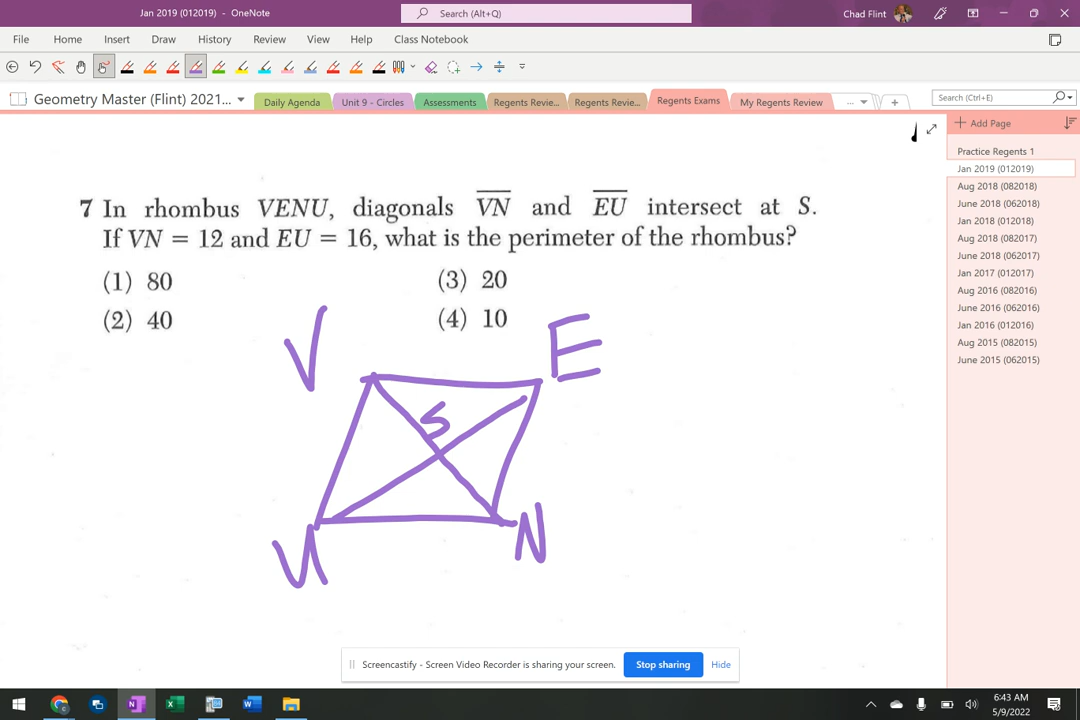 Jan 2019 (012019) - OneNote
Search (Alt+Q)
Chad Flint
File Home Insert Draw History Review View Help Class Notebook
Geometry Master (Flint) 2021...
Daily Agenda
Unit 9 - Circles
Assessments
Regents Revie...
Regents Revie...
Regents Exams
My Regents Review
...
Search (Ctrl+E)
Add Page
Practice Regents 1
Jan 2019 (012019)
Aug 2018 (082018)
June 2018 (062018)
Jan 2018 (012018)
Aug 2017 (082017)
June 2017 (062017)
Jan 2017 (012017)
Aug 2016 (082016)
June 2016 (062016)
Jan 2016 (012016)
Aug 2015 (082015)
June 2015 (062015)
7 In rhombus VENU, diagonals VN and EU intersect at S.
If VN = 12 and EU = 16, what is the perimeter of the rhombus?
(1) 80 (3) 20
(2) 40 (4) 10
V E
S
U N
Screencastify - Screen Video Recorder is sharing your screen. Stop sharing Hide
6:43 AM
5/9/2022